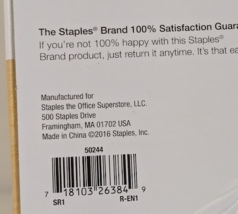 The Staples® Brand 100% Satisfaction Guara
If you're not 100% happy with this Staples®
Brand product, just return it anytime. It's that ea
Manufactured for
Staples the Office Superstore, LLC.
500 Staples Drive
Framingham, MA 01702 USA
Made in China ©2016 Staples, Inc.
50244
7 18103 26384 9
SR1 R-EN1